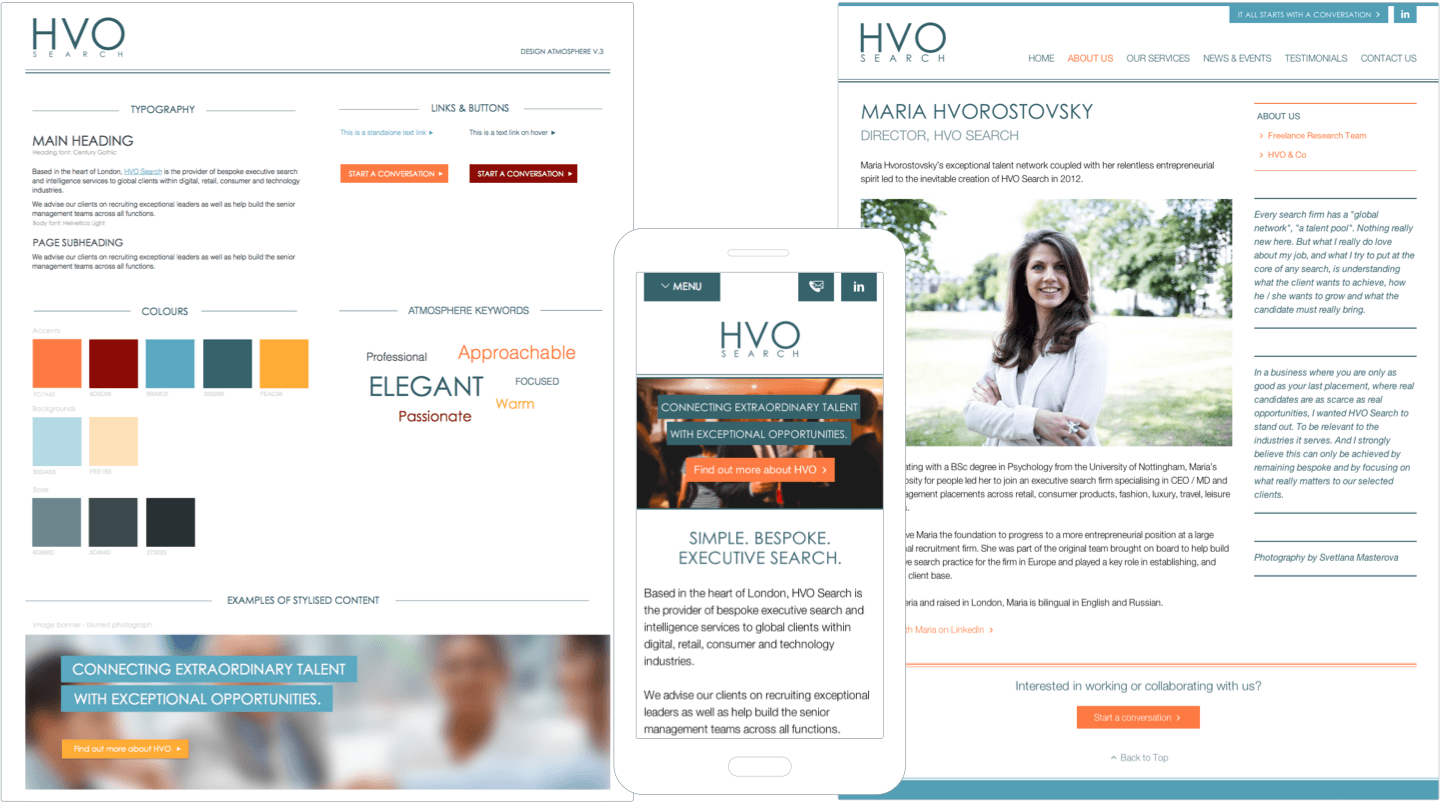 HVO
SEARCH
DESIGN ATMOSPHERE V.3
TYPOGRAPHY
MAIN HEADING
Heading font: Century Gothic
Based in the heart of London, HVO Search is the provider of bespoke executive search
and intelligence services to global clients within digital, retail, consumer and technology
industries.
We advise our clients on recruiting exceptional leaders as well as help build the senior
management teams across all functions.
Body font: Helvetica Light
PAGE SUBHEADING
We advise our clients on recruiting exceptional leaders as well as help build the senior
management teams across all functions.
LINKS & BUTTONS
This is a standalone text link ►
This is a text link on hover ►
START A CONVERSATION ►
START A CONVERSATION ►
COLOURS
Accents
Backgrounds
Base
ATMOSPHERE KEYWORDS
Professional
Approachable
ELEGANT
FOCUSED
Warm
Passionate
EXAMPLES OF STYLISED CONTENT
Image banner - blurred photograph
CONNECTING EXTRAORDINARY TALENT
WITH EXCEPTIONAL OPPORTUNITIES.
Find out more about HVO ►
MENU
in
HVO
SEARCH
CONNECTING EXTRAORDINARY TALENT
WITH EXCEPTIONAL OPPORTUNITIES.
Find out more about HVO >
SIMPLE. BESPOKE.
EXECUTIVE SEARCH.
Based in the heart of London, HVO Search is
the provider of bespoke executive search and
intelligence services to global clients within
digital, retail, consumer and technology
industries.
We advise our clients on recruiting exceptional
leaders as well as help build the senior
management teams across all functions.
IT ALL STARTS WITH A CONVERSATION >
in
HVO
SEARCH
HOME
ABOUT US
OUR SERVICES
NEWS & EVENTS
TESTIMONIALS
CONTACT US
MARIA HVOROSTOVSKY
DIRECTOR, HVO SEARCH
Maria Hvorostovsky's exceptional talent network coupled with her relentless entrepreneurial
spirit led to the inevitable creation of HVO Search in 2012.
ating with a BSc degree in Psychology from the University of Nottingham, Maria's
osity for people led her to join an executive search firm specialising in CEO / MD and
agement placements across retail, consumer products, fashion, luxury, travel, leisure
s.
ve Maria the foundation to progress to a more entrepreneurial position at a large
al recruitment firm. She was part of the original team brought on board to help build
ve search practice for the firm in Europe and played a key role in establishing, and
client base.
eria and raised in London, Maria is bilingual in English and Russian.
th Maria on LinkedIn >
ABOUT US
> Freelance Research Team
> HVO & Co
Every search firm has a "global
network", "a talent pool". Nothing really
new here. But what I really do love
about my job, and what I try to put at the
core of any search, is understanding
what the client wants to achieve, how
he / she wants to grow and what the
candidate must really bring.
In a business where you are only as
good as your last placement, where real
candidates are as scarce as real
opportunities, I wanted HVO Search to
stand out. To be relevant to the
industries it serves. And I strongly
believe this can only be achieved by
remaining bespoke and by focusing on
what really matters to our selected
clients.
Photography by Svetlana Masterova
Interested in working or collaborating with us?
Start a conversation >
Back to Top